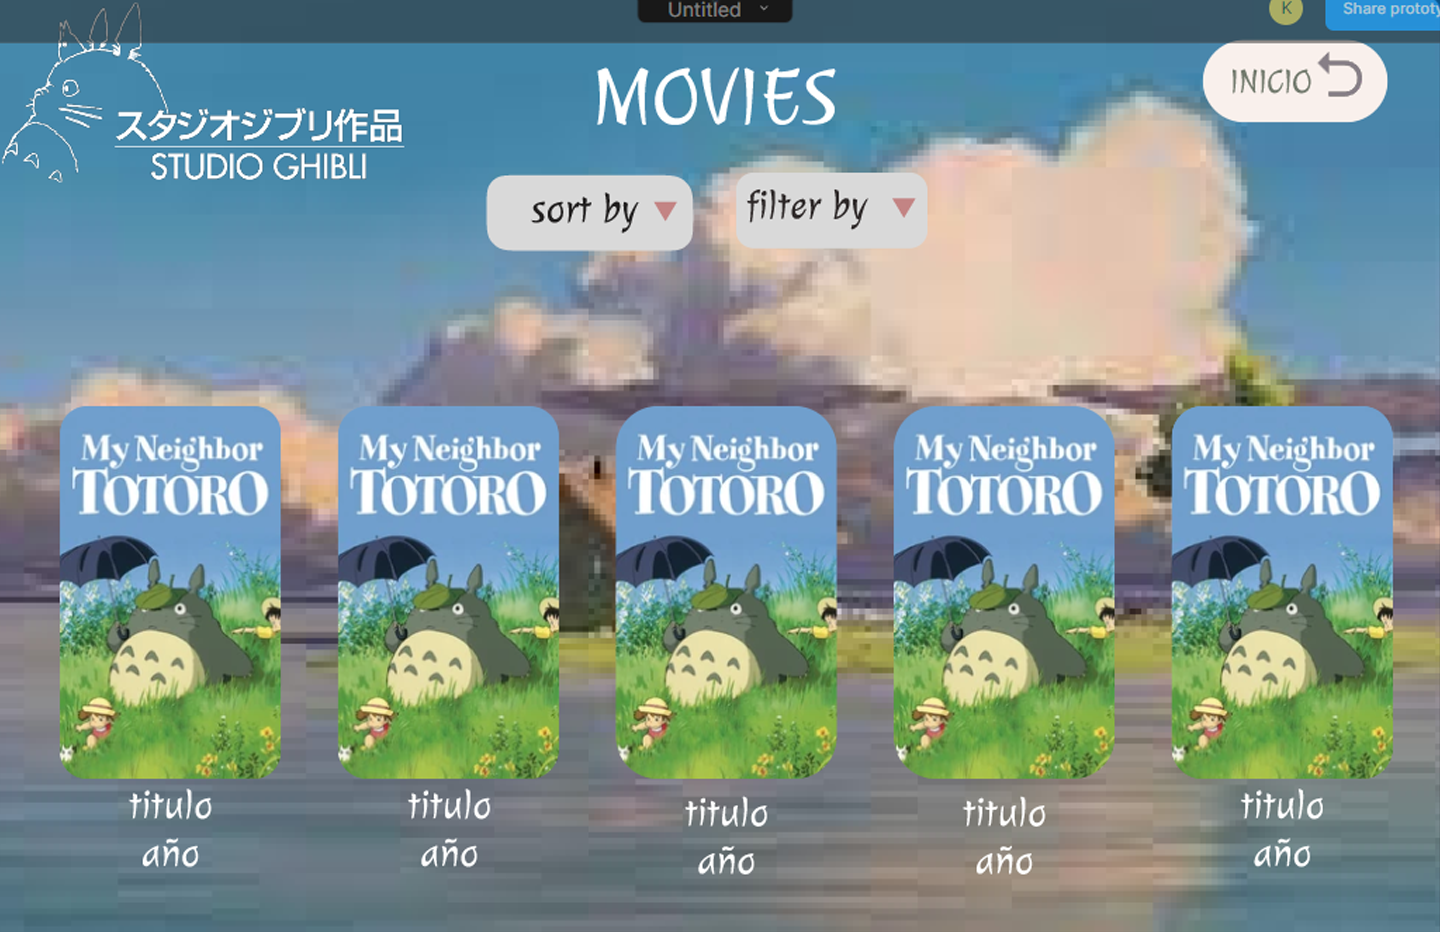 Untitled
K
Share prototy
スタジオジブリ作品
STUDIO GHIBLI
MOVIES
INICIO
sort by
filter by
My Neighbor
TOTORO
My Neighbor
TOTORO
My Neighbor
TOTORO
My Neighbor
TOTORO
My Neighbor
TOTORO
titulo
año
titulo
año
titulo
año
titulo
año
titulo
año